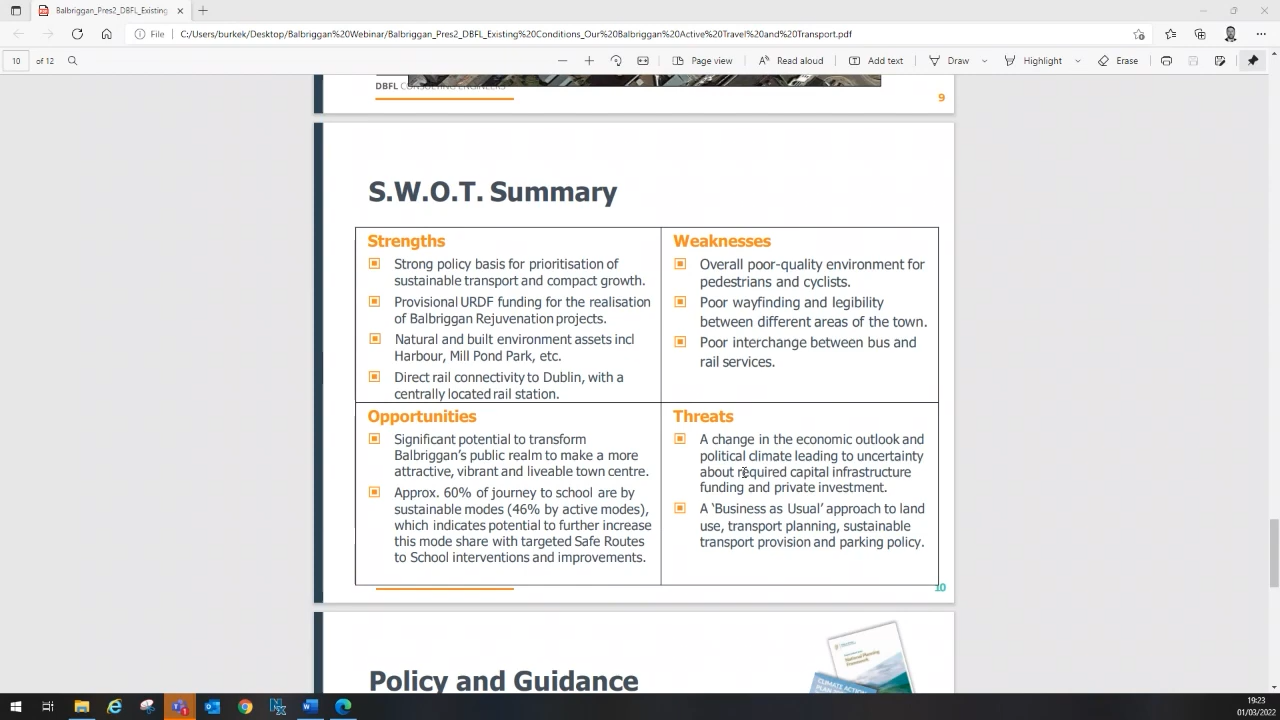 Balbriggan_Pres2_DBFL_Existing
File
C:/Users/burkek/Desktop/Balbriggan%20Webinar/Balbriggan_Pres2_DBFL_Existing%20Conditions_Our%20Balbriggan%20Active%20Travel%20and%20Transport.pdf
10 of 12
Page view
Read aloud
Add text
Draw
Highlight
Erase
DBFL CONSULTING ENGINEERS
9
S.W.O.T. Summary
Strengths
Strong policy basis for prioritisation of
sustainable transport and compact growth.
Provisional URDF funding for the realisation
of Balbriggan Rejuvenation projects.
Natural and built environment assets incl
Harbour, Mill Pond Park, etc.
Direct rail connectivity to Dublin, with a
centrally located rail station.
Weaknesses
Overall poor-quality environment for
pedestrians and cyclists.
Poor wayfinding and legibility
between different areas of the town.
Poor interchange between bus and
rail services.
Opportunities
Significant potential to transform
Balbriggan’s public realm to make a more
attractive, vibrant and liveable town centre.
Approx. 60% of journey to school are by
sustainable modes (46% by active modes),
which indicates potential to further increase
this mode share with targeted Safe Routes
to School interventions and improvements.
Threats
A change in the economic outlook and
political climate leading to uncertainty
about required capital infrastructure
funding and private investment.
A ‘Business as Usual’ approach to land
use, transport planning, sustainable
transport provision and parking policy.
10
Policy and Guidance
National Planning
Framework
CLIMATE ACTION
PLAN
19:23
01/03/2022